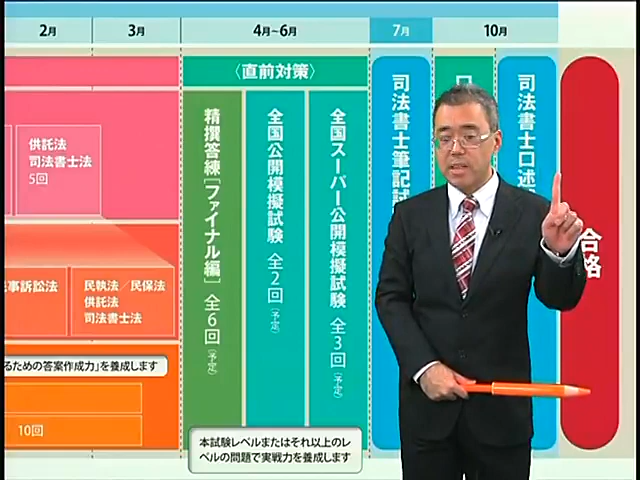 2月
3月
4月~6月
7月
10月
〈直前対策〉
供託法
司法書士法
5回
精撰答練[ファイナル編] 全6回(予定)
全国公開模擬試験 全2回(予定)
全国スーパー公開模擬試験 全3回(予定)
司法書士筆記試
司法書士口述
合格
事訴訟法
民執法/民保法
供託法
司法書士法
るための答案作成力」を養成します
10回
本試験レベルまたはそれ以上のレ
ベルの問題で実戦力を養成します